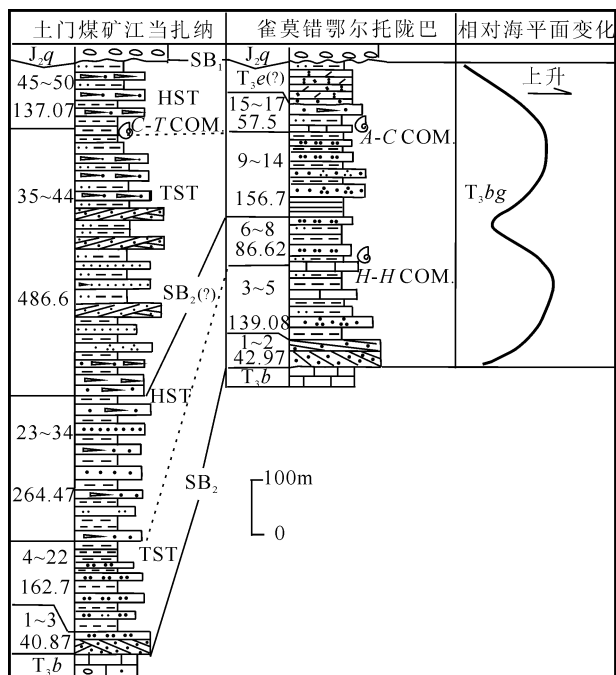 土门煤矿江当扎纳
雀莫错鄂尔托陇巴
相对海平面变化
J₂q
45~50
137.07
35~44
486.6
23~34
264.47
4~22
162.7
1~3
40.87
T₃b
SB₁
HST
C-T COM.
TST
SB₂(?)
HST
SB₂
TST
J₂q
T₃e(?)
15~17
57.5
9~14
156.7
6~8
86.62
3~5
139.08
1~2
42.97
T₃b
A-C COM.
H-H COM.
100m
0
上升
T₃bg